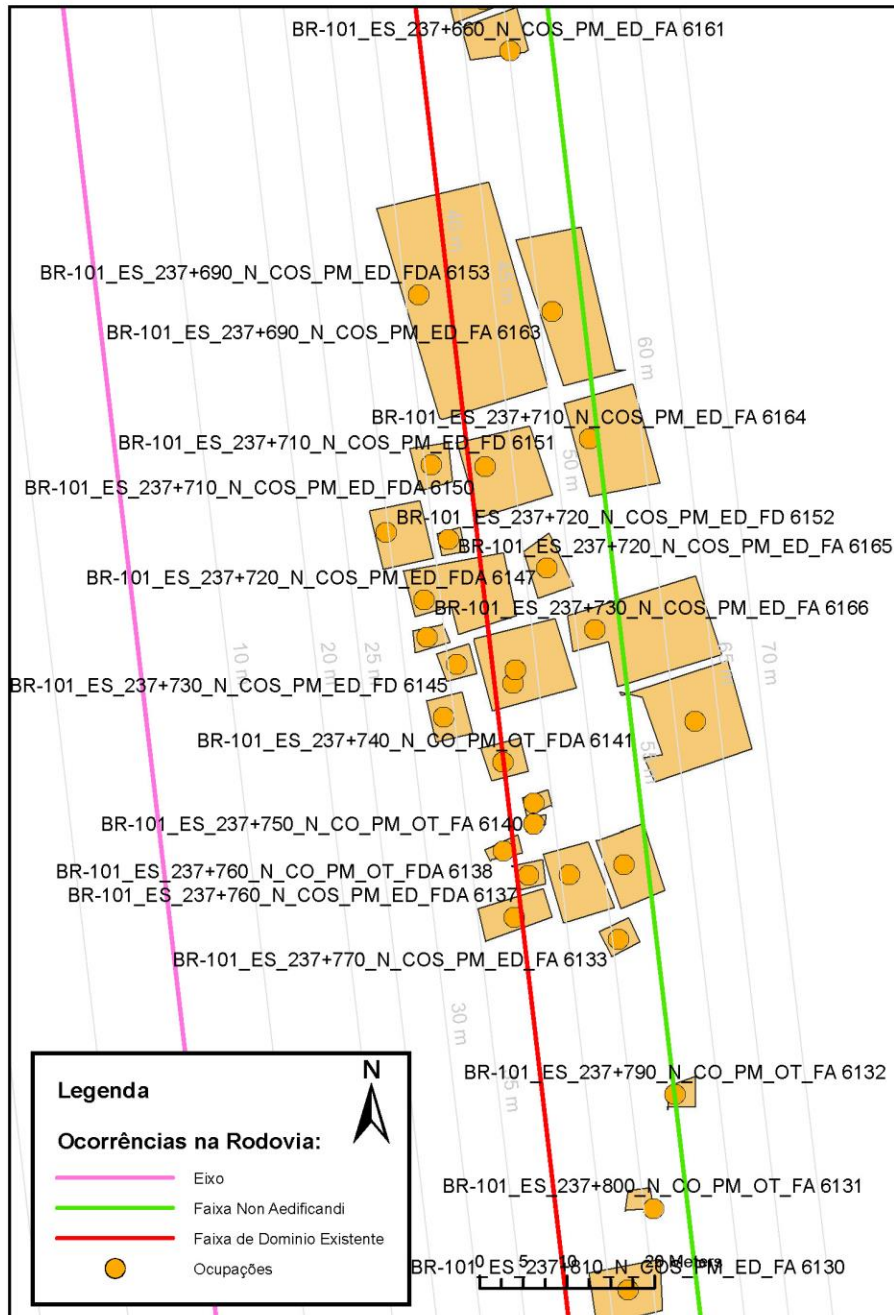 BR-101_ES_237+660_N_COS_PM_ED_FA 6161
40 m
BR-101_ES_237+690_N_COS_PM_ED_FDA 6153
BR-101_ES_237+690_N_COS_PM_ED_FA 6163
60 m
BR-101_ES_237+710_N_COS_PM_ED_FA 6164
BR-101_ES_237+710_N_COS_PM_ED_FD 6151
50 m
BR-101_ES_237+710_N_COS_PM_ED_FDA 6150
BR-101_ES_237+720_N_COS_PM_ED_FD 6152
BR-101_ES_237+720_N_COS_PM_ED_FA 6165
BR-101_ES_237+720_N_COS_PM_ED_FDA 6147
BR-101_ES_237+730_N_COS_PM_ED_FA 6166
10 m
20 m
25 m
65 m
70 m
BR-101_ES_237+730_N_COS_PM_ED_FD 6145
BR-101_ES_237+740_N_CO_PM_OT_FDA 6141
BR-101_ES_237+750_N_CO_PM_OT_FA 6140
BR-101_ES_237+760_N_CO_PM_OT_FDA 6138
BR-101_ES_237+760_N_COS_PM_ED_FDA 6137
BR-101_ES_237+770_N_COS_PM_ED_FA 6133
30 m
BR-101_ES_237+790_N_CO_PM_OT_FA 6132
BR-101_ES_237+800_N_CO_PM_OT_FA 6131
BR-101_ES_237+810_N_COS_PM_ED_FA 6130
0 5 10 20 Meters
N
Legenda
Ocorrências na Rodovia:
Eixo
Faixa Non Aedificandi
Faixa de Dominio Existente
Ocupações